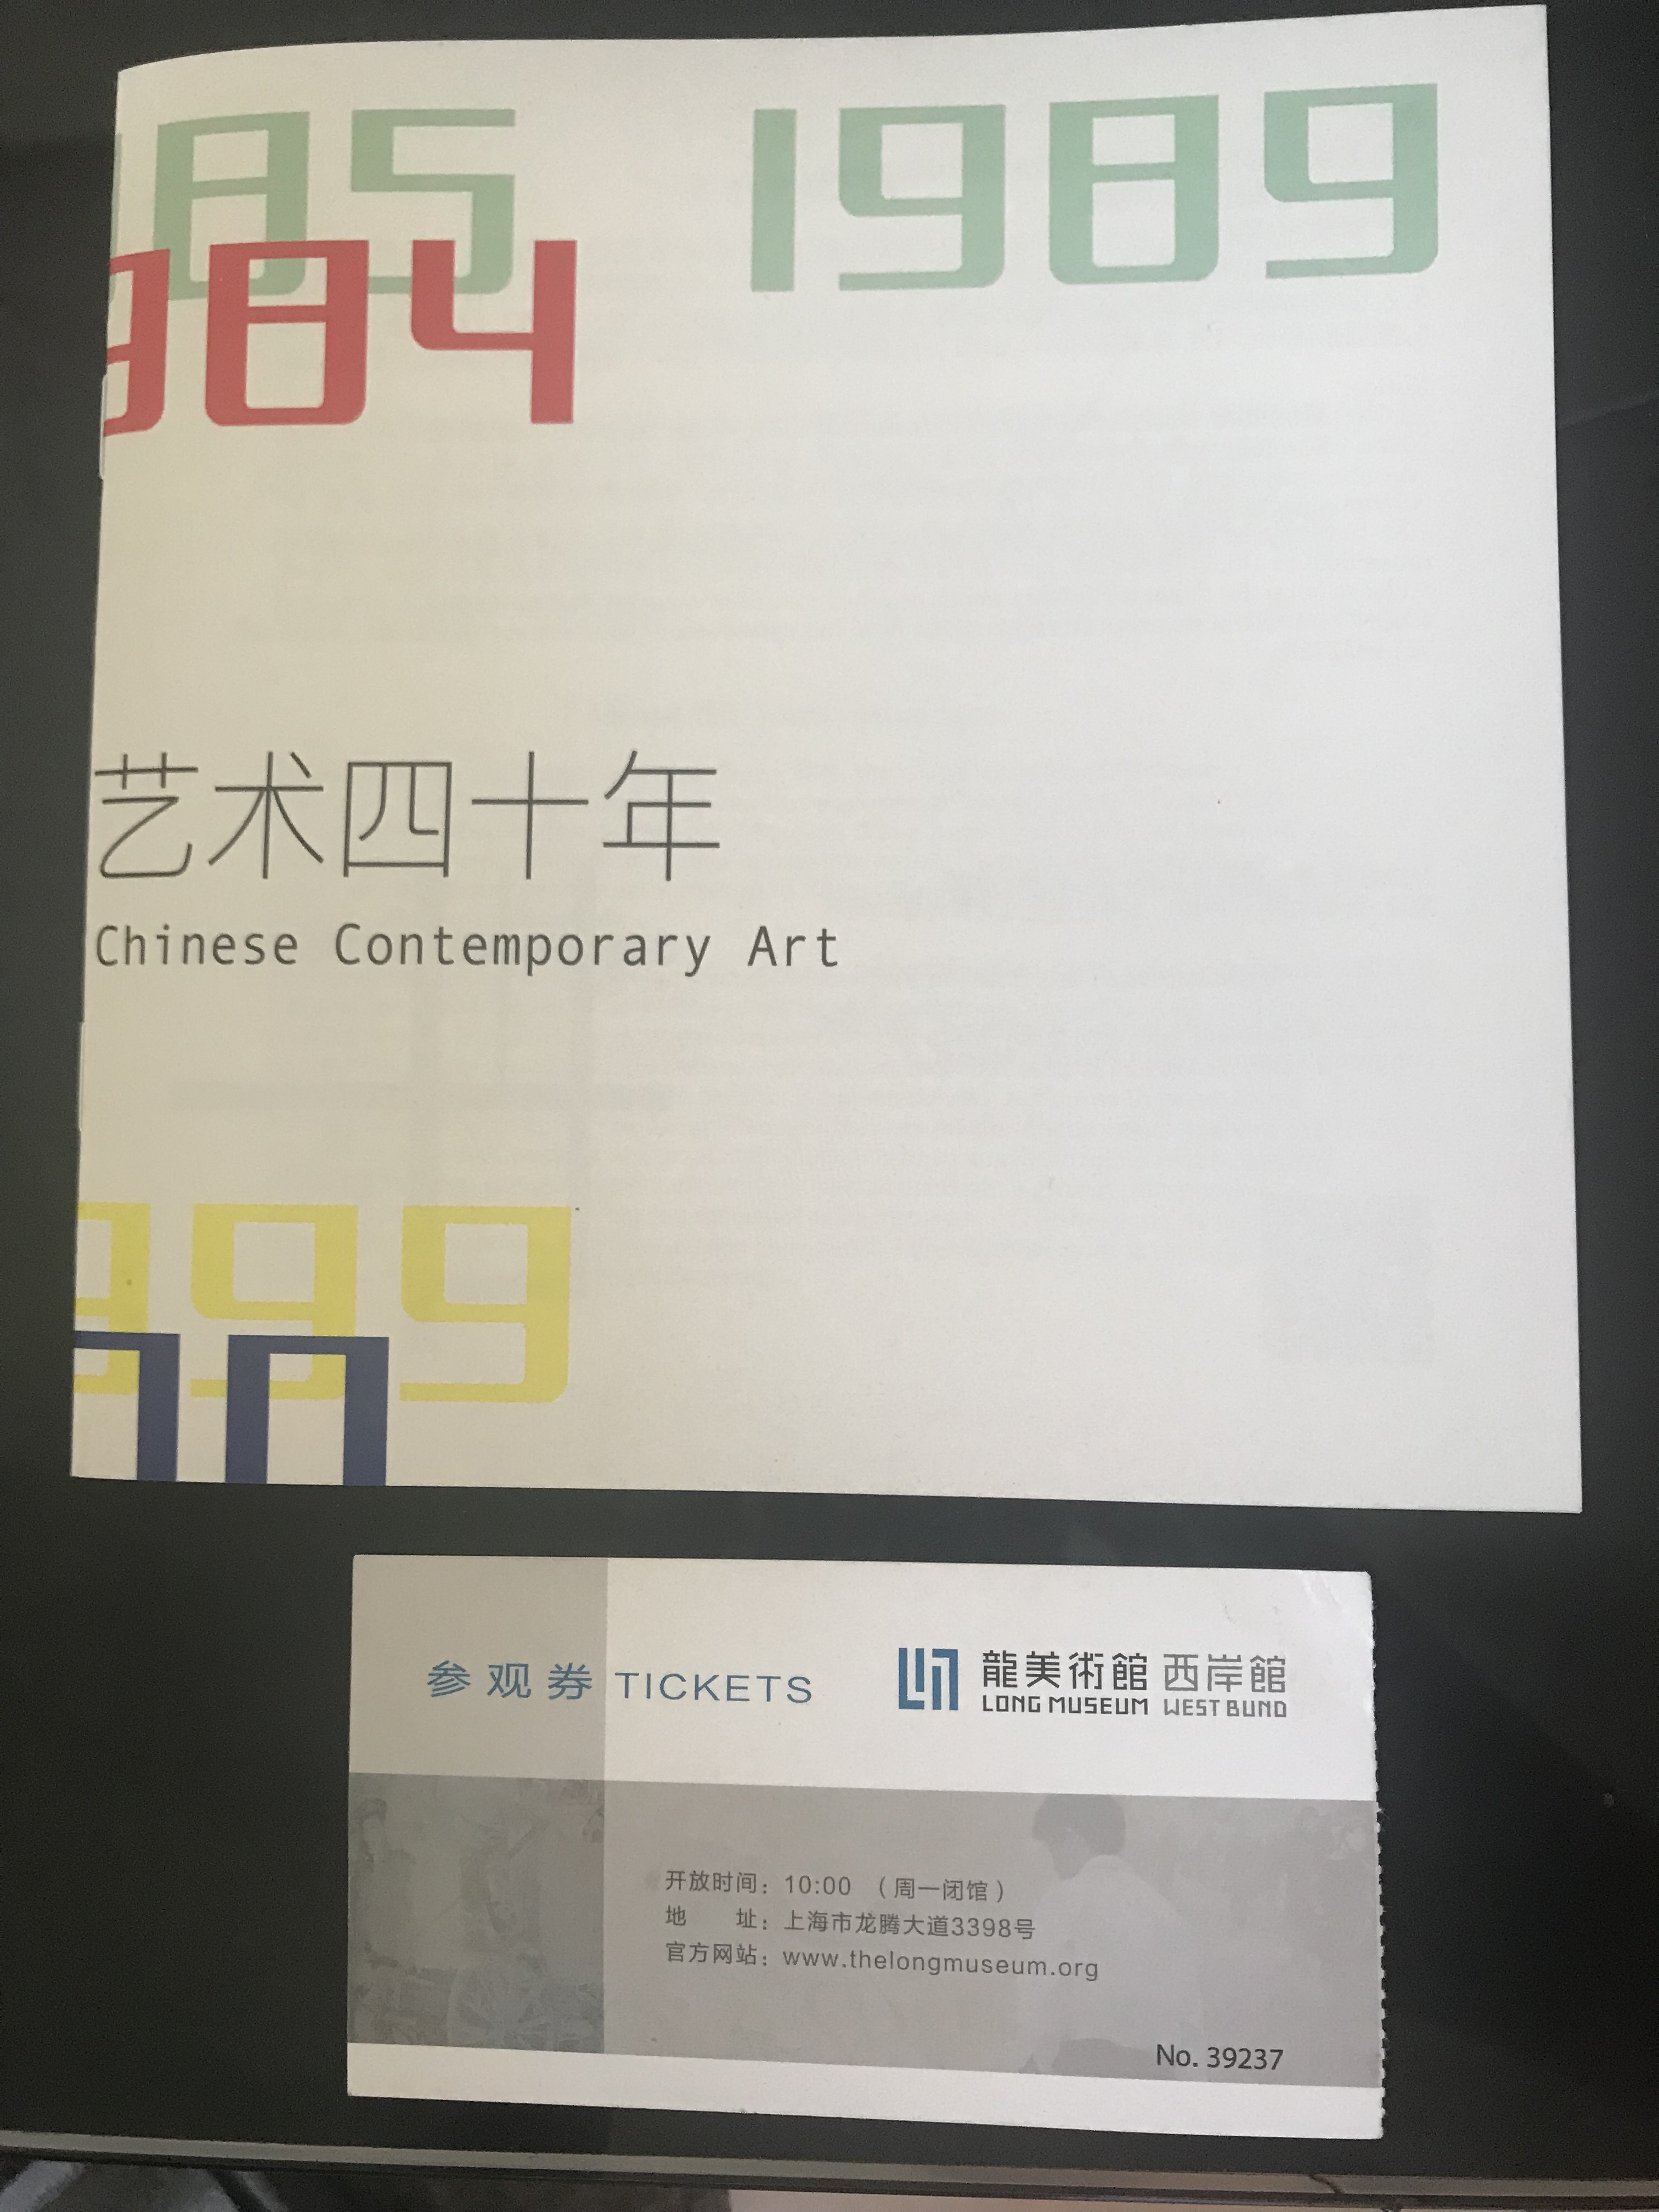 85 1989
984
艺术四十年
Chinese Contemporary Art
999
参观券 TICKETS
龍美術館 西岸館
LONG MUSEUM WEST BUND
开放时间：10:00 （周一闭馆）
地 址：上海市龙腾大道3398号
官方网站：www.thelongmuseum.org
No. 39237